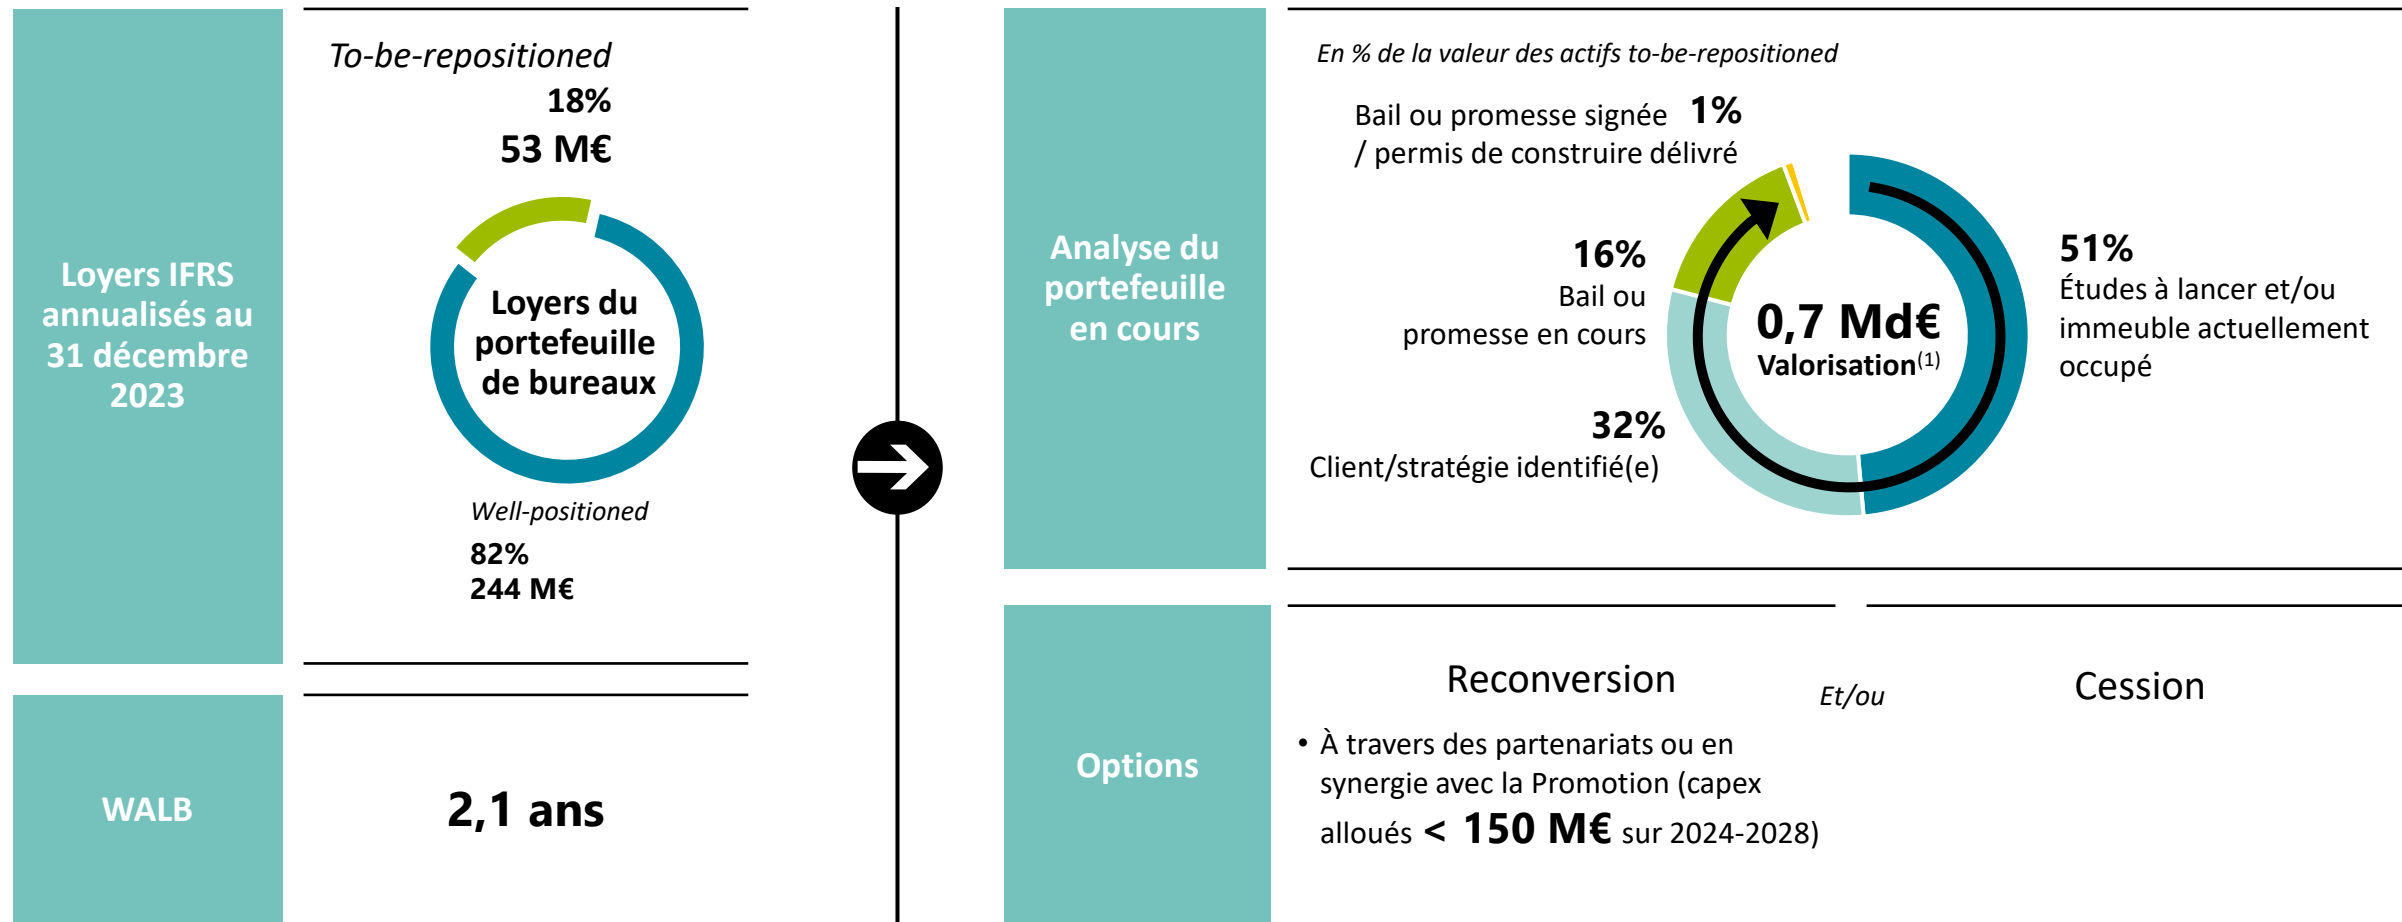 Loyers IFRS
annualisés au
31 décembre
2023
To-be-repositioned
18%
53 M€
Loyers du
portefeuille
de bureaux
Well-positioned
82%
244 M€
WALB
2,1 ans
Analyse du
portefeuille
en cours
En % de la valeur des actifs to-be-repositioned
Bail ou promesse signée 1%
/ permis de construire délivré
16%
Bail ou
promesse en cours
32%
Client/stratégie identifié(e)
0,7 Md€
Valorisation(1)
51%
Études à lancer et/ou
immeuble actuellement
occupé
Options
Reconversion
Et/ou
Cession
• À travers des partenariats ou en
synergie avec la Promotion (capex
alloués < 150 M€ sur 2024-2028)